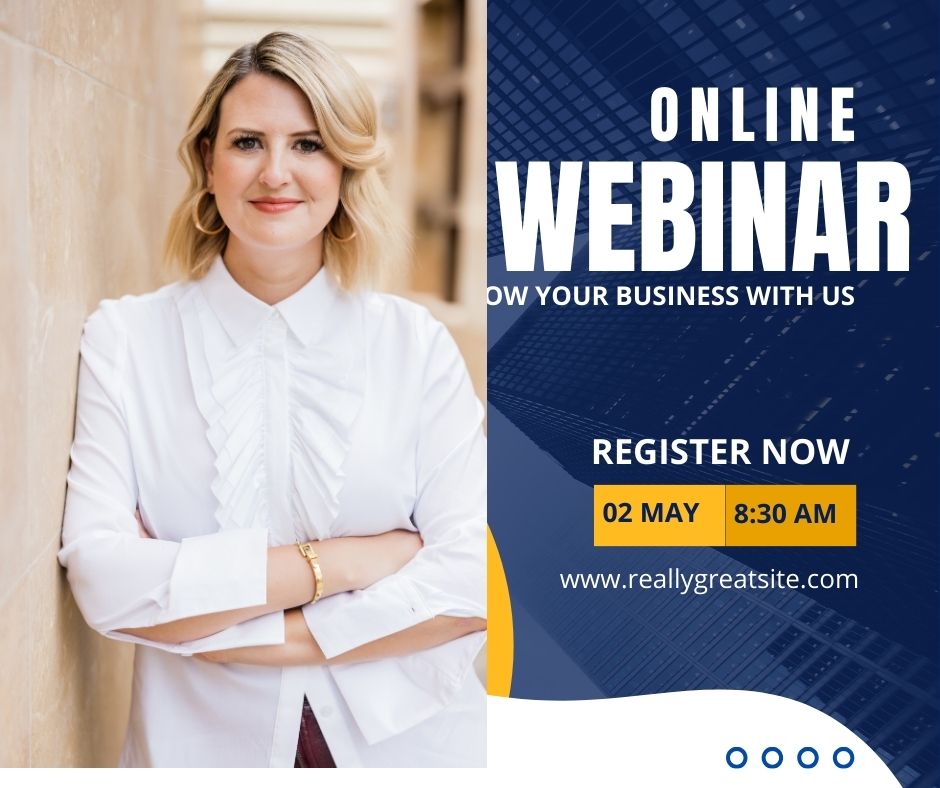 ONLINE
WEBINAR
OW YOUR BUSINESS WITH US
REGISTER NOW
02 MAY 8:30 AM
www.reallygreatsite.com